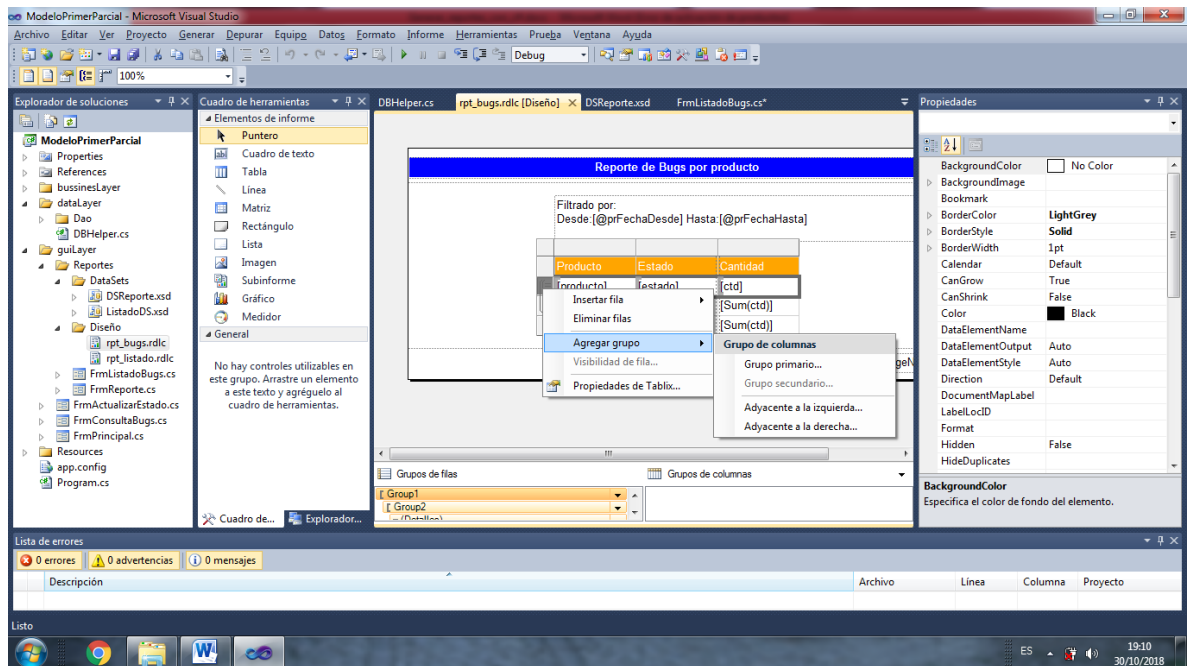 ModeloPrimerParcial - Microsoft Visual Studio
Archivo Editar Ver Proyecto Generar Depurar Equipo Datos Formato Informe Herramientas Prueba Ventana Ayuda
Debug
100%
Explorador de soluciones
ModeloPrimerParcial
Properties
References
bussinesLayer
dataLayer
Dao
DBHelper.cs
guiLayer
Reportes
DataSets
DSReporte.xsd
ListadoDS.xsd
Diseño
rpt_bugs.rdlc
rpt_listado.rdlc
FrmListadoBugs.cs
FrmReporte.cs
FrmActualizarEstado.cs
FrmConsultaBugs.cs
FrmPrincipal.cs
Resources
app.config
Program.cs
Cuadro de herramientas
Elementos de informe
Puntero
Cuadro de texto
Tabla
Línea
Matriz
Rectángulo
Lista
Imagen
Subinforme
Gráfico
Medidor
General
No hay controles utilizables en
este grupo. Arrastre un elemento
a este texto y agréguelo al
cuadro de herramientas.
Cuadro de... Explorador...
DBHelper.cs rpt_bugs.rdlc [Diseño] DSReporte.xsd FrmListadoBugs.cs*
Reporte de Bugs por producto
Filtrado por:
Desde:[@prFechaDesde] Hasta:[@prFechaHasta]
Producto Estado Cantidad
[producto] [estado] [ctd]
[Sum(ctd)]
[Sum(ctd)]
Insertar fila
Eliminar filas
Agregar grupo
Visibilidad de fila...
Propiedades de Tablix...
Grupo de columnas
Grupo primario...
Grupo secundario...
Adyacente a la izquierda...
Adyacente a la derecha...
Grupos de filas Grupos de columnas
[ Group1
[ Group2
Propiedades
BackgroundColor No Color
BackgroundImage
Bookmark
BorderColor LightGrey
BorderStyle Solid
BorderWidth 1pt
Calendar Default
CanGrow True
CanShrink False
Color Black
DataElementName
DataElementOutput Auto
DataElementStyle Auto
Direction Default
DocumentMapLabel
LabelLocID
Format
Hidden False
HideDuplicates
BackgroundColor
Especifica el color de fondo del elemento.
Lista de errores
0 errores 0 advertencias 0 mensajes
Descripción Archivo Línea Columna Proyecto
Listo
ES 19:10
30/10/2018